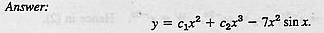 Answer:
y = c₁x² + c₂x³ − 7x² sin x.